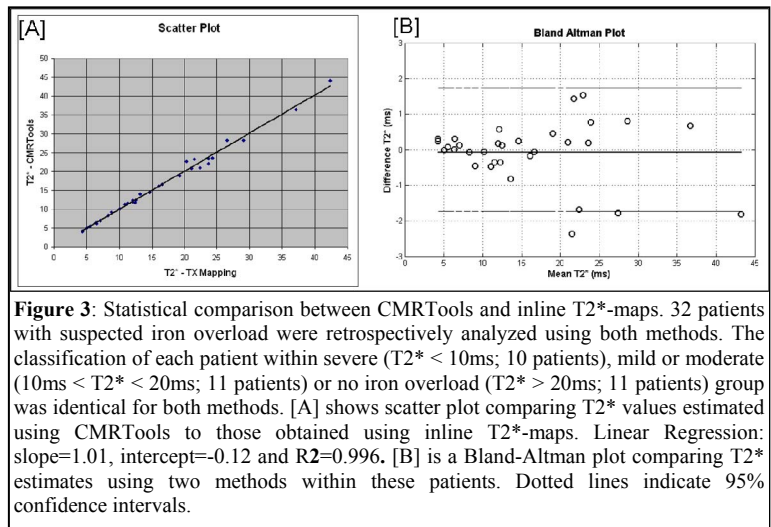 [A]
Scatter Plot
50
45
40
35
30
25
20
15
10
5
0
T2* - CMRTools
0 5 10 15 20 25 30 35 40 45
T2* - TX Mapping
[B]
Bland Altman Plot
3
2
1
0
-1
-2
-3
Difference T2* (ms)
0 5 10 15 20 25 30 35 40 45
Mean T2* (ms)
Figure 3: Statistical comparison between CMRTools and inline T2*-maps. 32 patients
with suspected iron overload were retrospectively analyzed using both methods. The
classification of each patient within severe (T2* < 10ms; 10 patients), mild or moderate
(10ms < T2* < 20ms; 11 patients) or no iron overload (T2* > 20ms; 11 patients) group
was identical for both methods. [A] shows scatter plot comparing T2* values estimated
using CMRTools to those obtained using inline T2*-maps. Linear Regression:
slope=1.01, intercept=-0.12 and R2=0.996. [B] is a Bland-Altman plot comparing T2*
estimates using two methods within these patients. Dotted lines indicate 95%
confidence intervals.